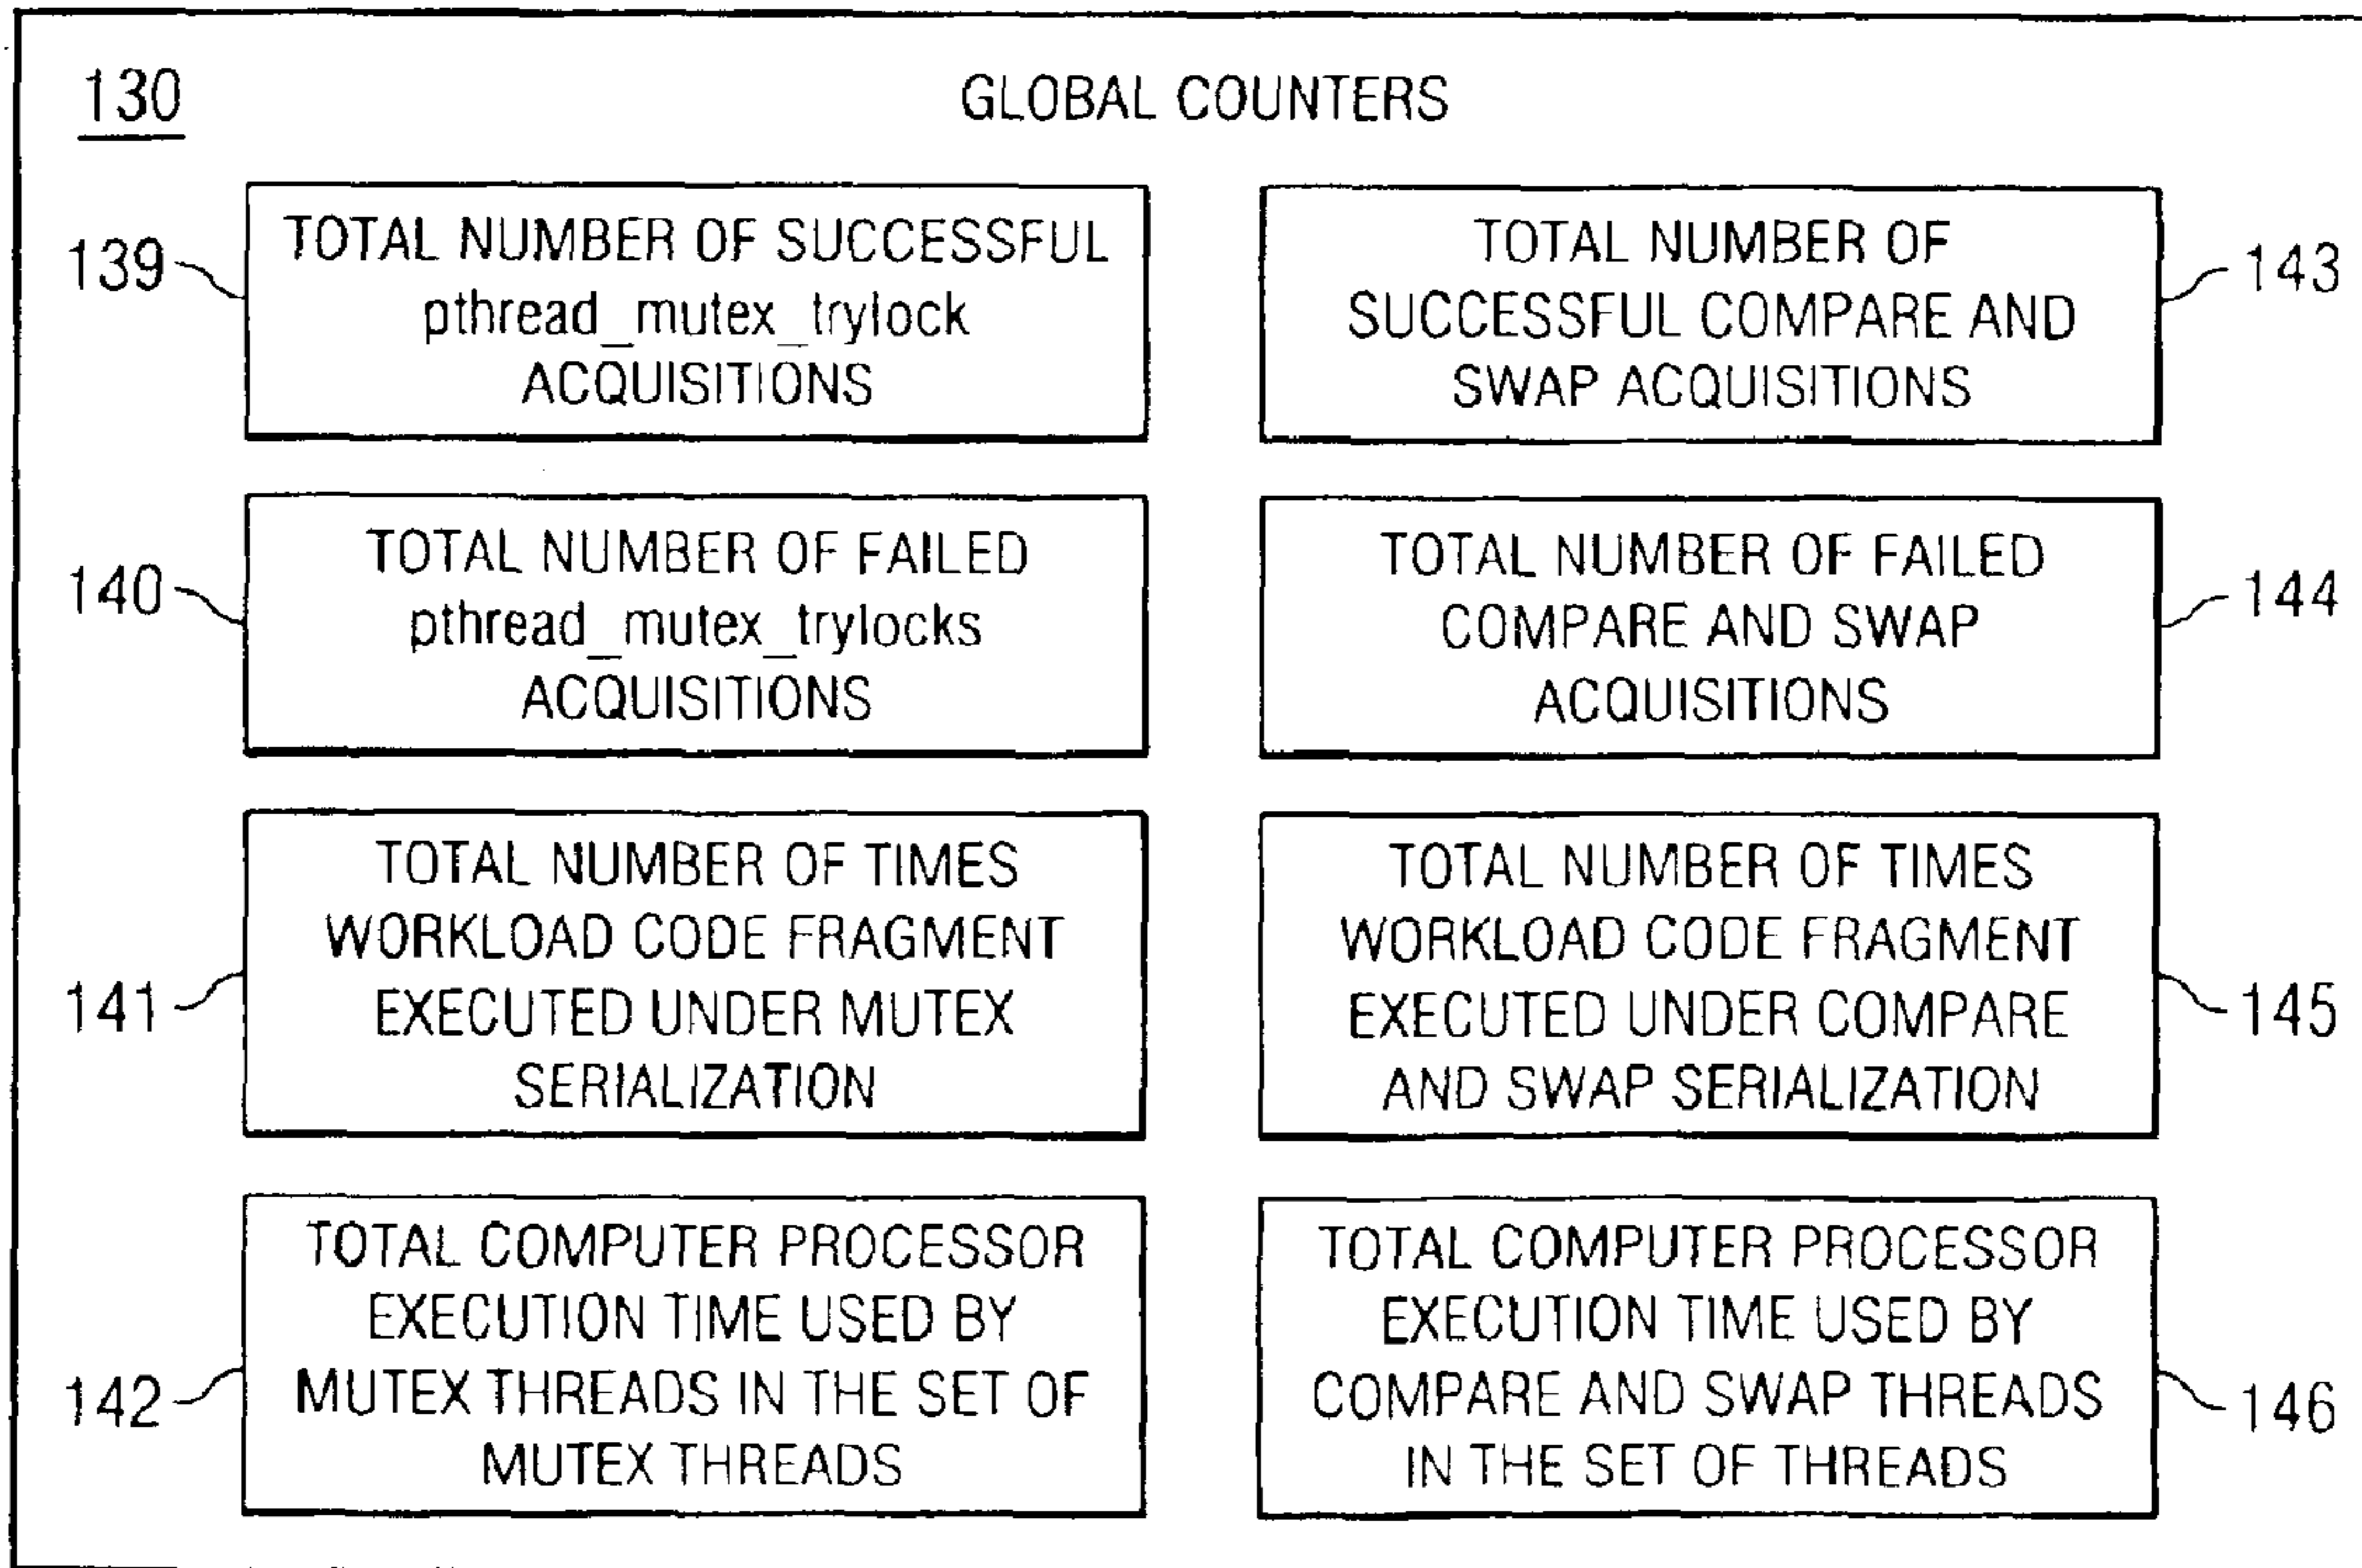 130
GLOBAL COUNTERS
139
TOTAL NUMBER OF SUCCESSFUL
pthread_mutex_trylock
ACQUISITIONS
TOTAL NUMBER OF
SUCCESSFUL COMPARE AND
SWAP ACQUISITIONS
143
140
TOTAL NUMBER OF FAILED
pthread_mutex_trylocks
ACQUISITIONS
TOTAL NUMBER OF FAILED
COMPARE AND SWAP
ACQUISITIONS
144
141
TOTAL NUMBER OF TIMES
WORKLOAD CODE FRAGMENT
EXECUTED UNDER MUTEX
SERIALIZATION
TOTAL NUMBER OF TIMES
WORKLOAD CODE FRAGMENT
EXECUTED UNDER COMPARE
AND SWAP SERIALIZATION
145
142
TOTAL COMPUTER PROCESSOR
EXECUTION TIME USED BY
MUTEX THREADS IN THE SET OF
MUTEX THREADS
TOTAL COMPUTER PROCESSOR
EXECUTION TIME USED BY
COMPARE AND SWAP THREADS
IN THE SET OF THREADS
146